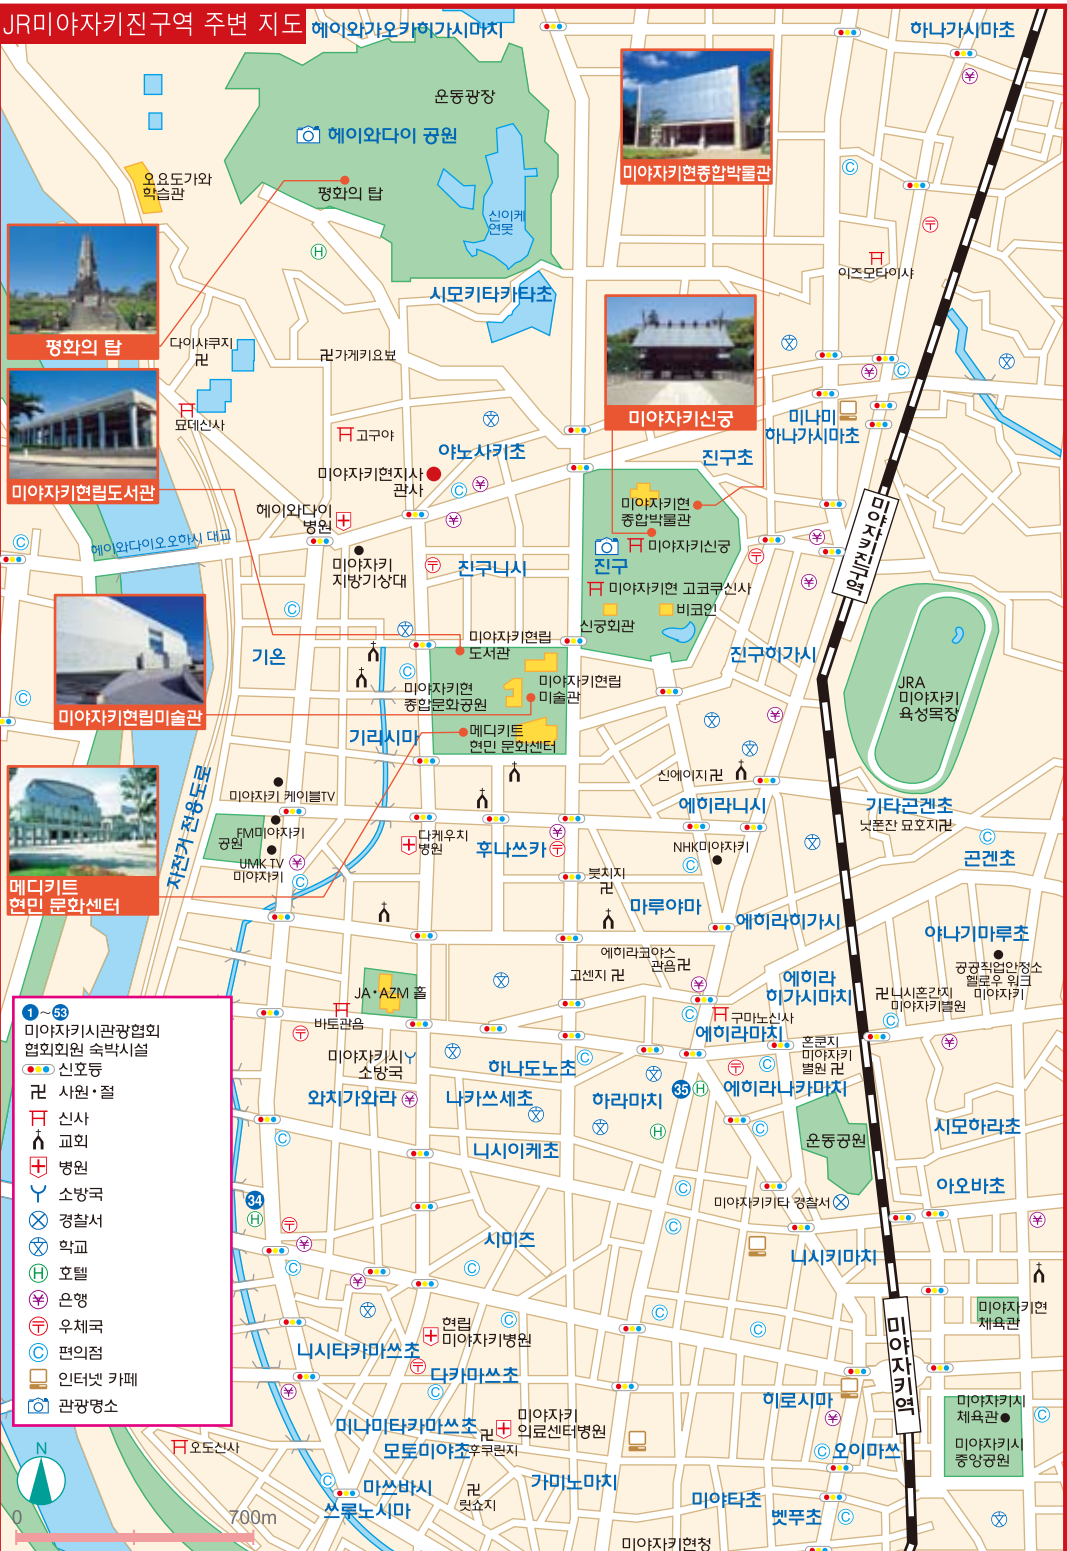 JR미야자키진구역 주변 지도
헤이와가오카히가시마치
하나가시마초
운동광장
헤이와다이 공원
미야자키현종합박물관
오요도가와
학습관
평화의 탑
신이케
연못
이즈모타이샤
시모키타카타초
평화의 탑
다이샤쿠지
가게키요뵤
미야자키신궁
묘데신사
고구야
미나미
하나가시마초
야노사키초
진구초
미야자키현지사
관사
미야자키현립도서관
헤이와다이
병원
미야자키현
종합박물관
미야자키진구역
헤이와다이오오하시 대교
미야자키
지방기상대
미야자키신궁
진구니시
진구
미야자키현 고코쿠신사
비코인
신궁회관
기온
미야자키현립
도서관
진구히가시
미야자키현
종합문화공원
미야자키현립
미술관
JRA
미야자키
육성목장
미야자키현립미술관
기리시마
메디키트
현민 문화센터
신에이지
자전거 전용도로
미야자키 케이블TV
에히라니시
기타곤겐초
닛폰잔 묘호지
FM미야자키
공원
다케우치
병원
후나쓰카
NHK미야자키
곤겐초
UMK TV
미야자키
메디키트
현민 문화센터
붓치지
마루야마
에히라히가시
야나기마루초
에히라코야스
관음
고센지
공공직업안정소
헬로우 워크
미야자키
에히라
히가시마치
JA·AZM 홀
니시혼간지
미야자키별원
바토관음
구마노신사
에히라마치
1~53
미야자키시관광협회
협회회원 숙박시설
신호등
사원·절
신사
교회
병원
소방국
경찰서
학교
호텔
은행
우체국
편의점
인터넷 카페
관광명소
미야자키시
소방국
하나도노초
혼쿤지
미야자키
별원
35
에히라나카마치
와치가와라
나카쓰세초
하라마치
시모하라초
운동공원
니시이케초
아오바초
34
미야자키키타 경찰서
시미즈
니시키마치
미야자키현
체육관
현립
미야자키병원
니시타카마쓰초
미야자키역
다카마쓰초
히로시마
미야자키시
체육관
미나미타카마쓰초
미야자키
의료센터병원
모토미야초
후쿠린지
오도신사
오이마쓰
미야자키시
중앙공원
N
마쓰바시
가미노마치
쯔루노시마
릿쇼지
미야타초
벳푸초
0
700m
미야자키현청